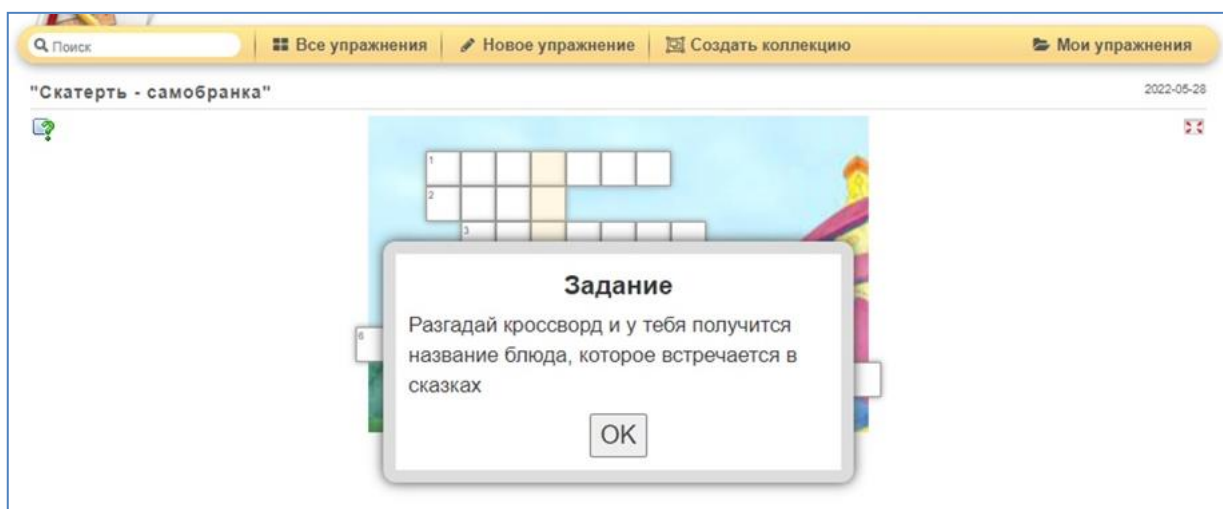 Поиск
Все упражнения
Новое упражнение
Создать коллекцию
Мои упражнения
"Скатерть - самобранка"
2022-05-28
1
2
3
6
Задание
Разгадай кроссворд и у тебя получится
название блюда, которое встречается в
сказках
OK